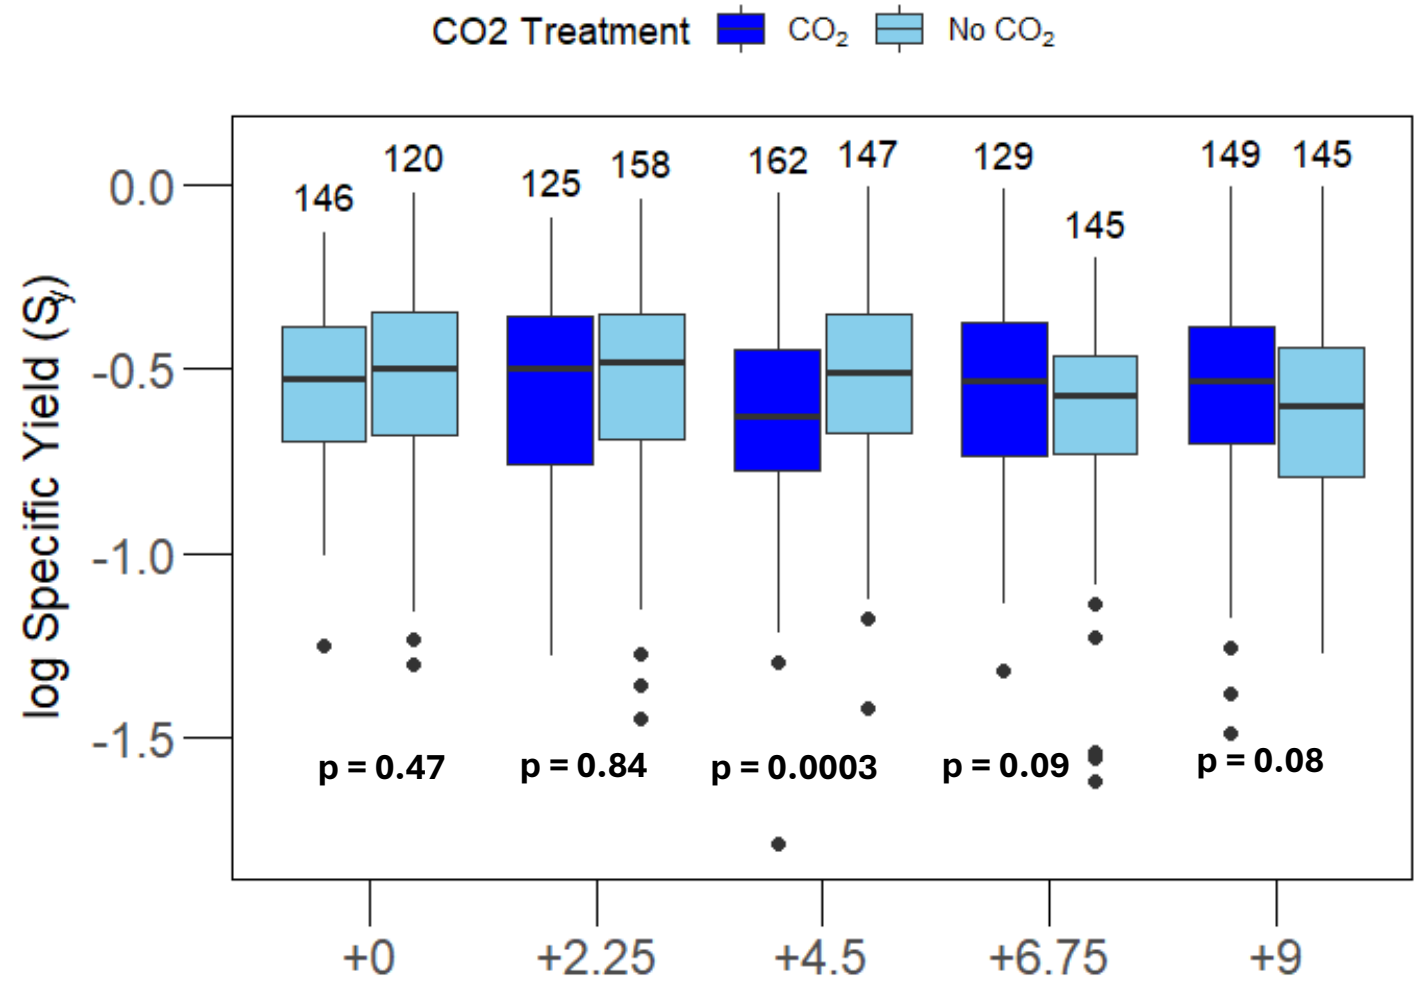 CO2 Treatment CO₂ No CO₂
146 120 125 158 162 147 129 145 149 145
log Specific Yield (Sy)
0.0
-0.5
-1.0
-1.5
p = 0.47 p = 0.84 p = 0.0003 p = 0.09 p = 0.08
+0 +2.25 +4.5 +6.75 +9